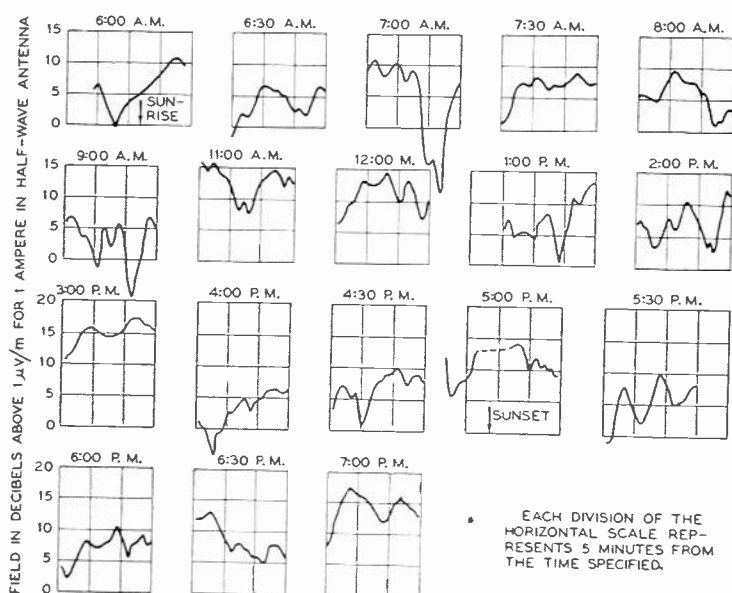 FIELD IN DECIBELS ABOVE 1 μV/m FOR 1 AMPERE IN HALF-WAVE ANTENNA
6:00 A.M. 6:30 A.M. 7:00 A.M. 7:30 A.M. 8:00 A.M.
15
10
5
0
SUN-
RISE
9:00 A.M. 11:00 A.M. 12:00 M. 1:00 P.M. 2:00 P.M.
15
10
5
0
3:00 P.M. 4:00 P.M. 4:30 P.M. 5:00 P.M. 5:30 P.M.
20
15
10
5
0
SUNSET
6:00 P.M. 6:30 P.M. 7:00 P.M.
20
15
10
5
0
EACH DIVISION OF THE
HORIZONTAL SCALE REP-
RESENTS 5 MINUTES FROM
THE TIME SPECIFIED.